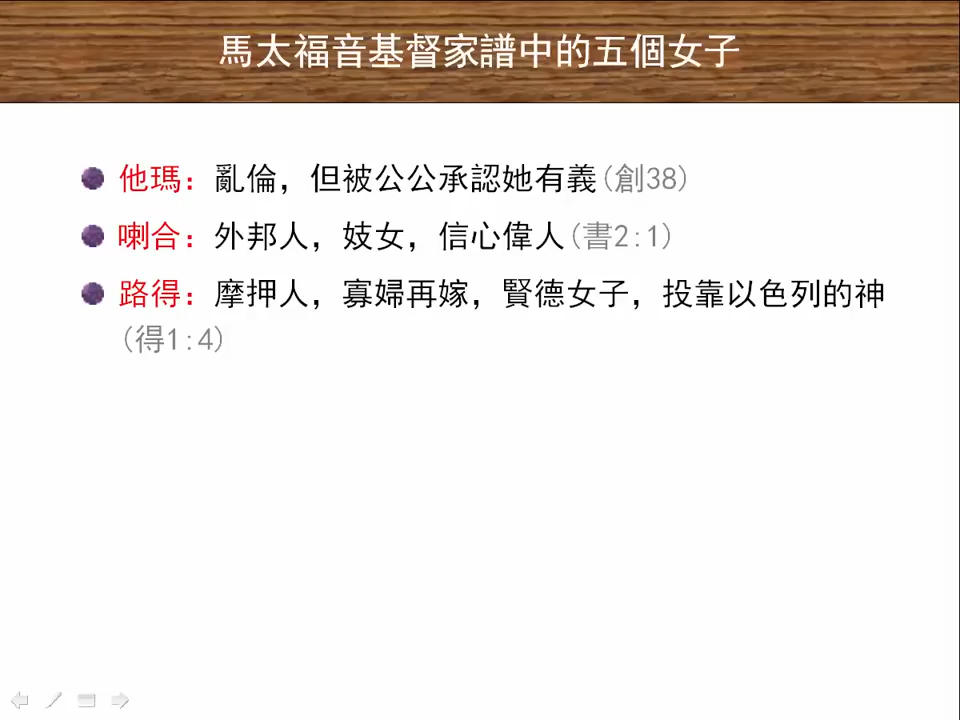 馬太福音基督家譜中的五個女子
他瑪：亂倫，但被公公承認她有義(創38)
喇合：外邦人，妓女，信心偉人(書2:1)
路得：摩押人，寡婦再嫁，賢德女子，投靠以色列的神
(得1:4)